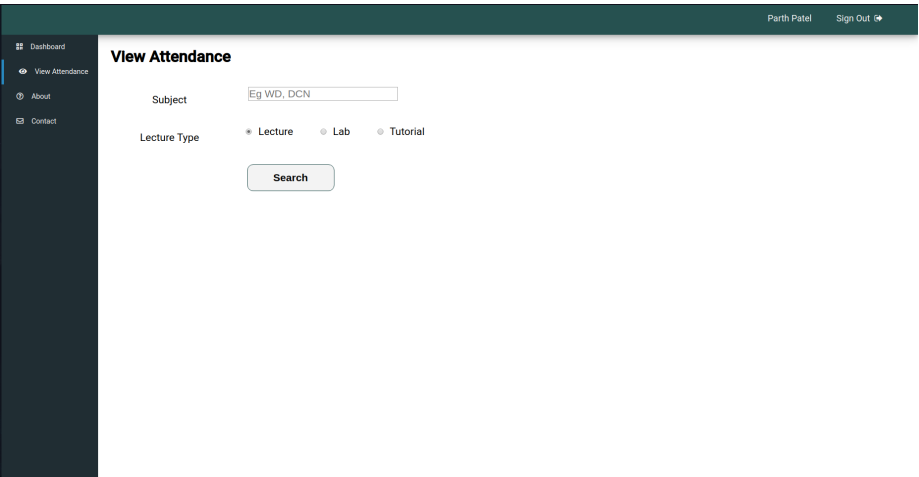 Parth Patel Sign Out
Dashboard
View Attendance
About
Contact
View Attendance
Subject Eg WD, DCN
Lecture Type Lecture Lab Tutorial
Search